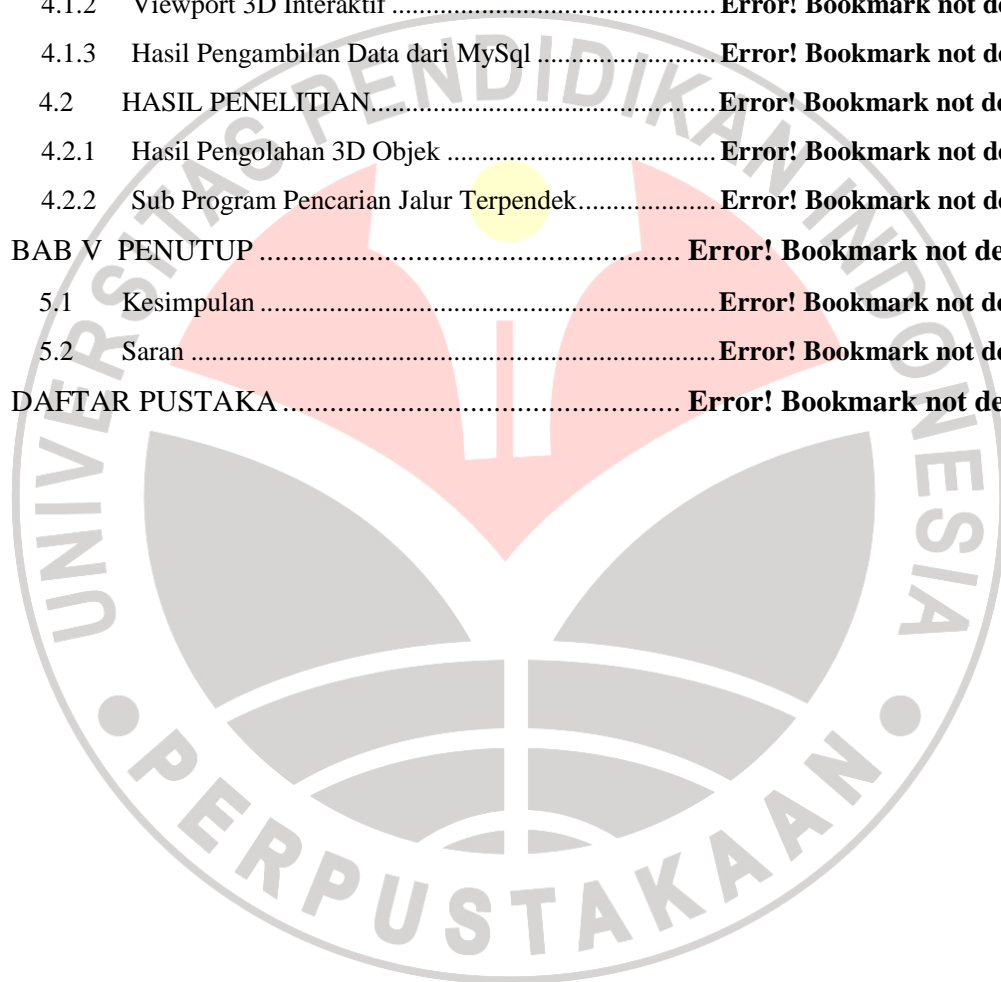 4.1.2 Viewport 3D Interaktif ............................................... Error! Bookmark not de
4.1.3 Hasil Pengambilan Data dari MySql .......................... Error! Bookmark not de
4.2 HASIL PENELITIAN.................................................. Error! Bookmark not de
4.2.1 Hasil Pengolahan 3D Objek ....................................... Error! Bookmark not de
4.2.2 Sub Program Pencarian Jalur Terpendek.................... Error! Bookmark not de
BAB V PENUTUP ...................................................... Error! Bookmark not de
5.1 Kesimpulan ................................................................... Error! Bookmark not de
5.2 Saran ............................................................................. Error! Bookmark not de
DAFTAR PUSTAKA ................................................... Error! Bookmark not de
UNIVERSITAS PENDIDIKAN INDONESIA
PERPUSTAKAAN